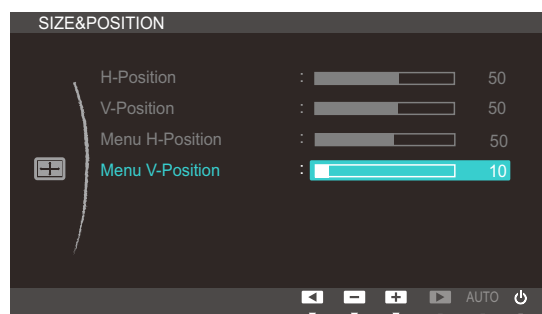 SIZE&POSITION
H-Position : 50
V-Position : 50
Menu H-Position : 50
Menu V-Position : 10
AUTO